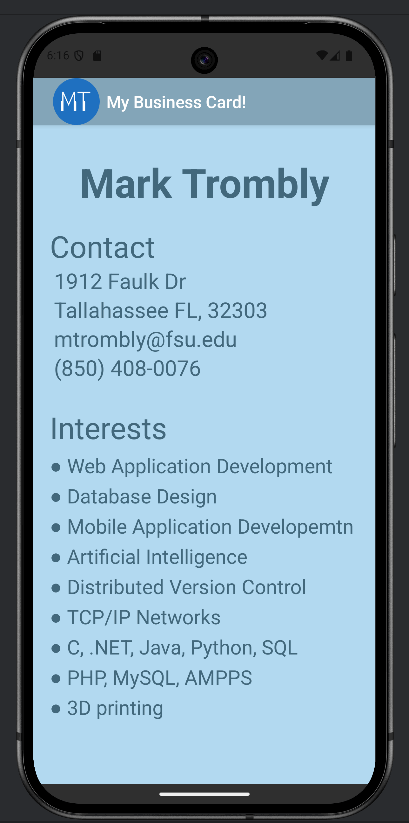 6:16
MT My Business Card!
Mark Trombly
Contact
1912 Faulk Dr
Tallahassee FL, 32303
mtrombly@fsu.edu
(850) 408-0076
Interests
● Web Application Development
● Database Design
● Mobile Application Developemtn
● Artificial Intelligence
● Distributed Version Control
● TCP/IP Networks
● C, .NET, Java, Python, SQL
● PHP, MySQL, AMPPS
● 3D printing